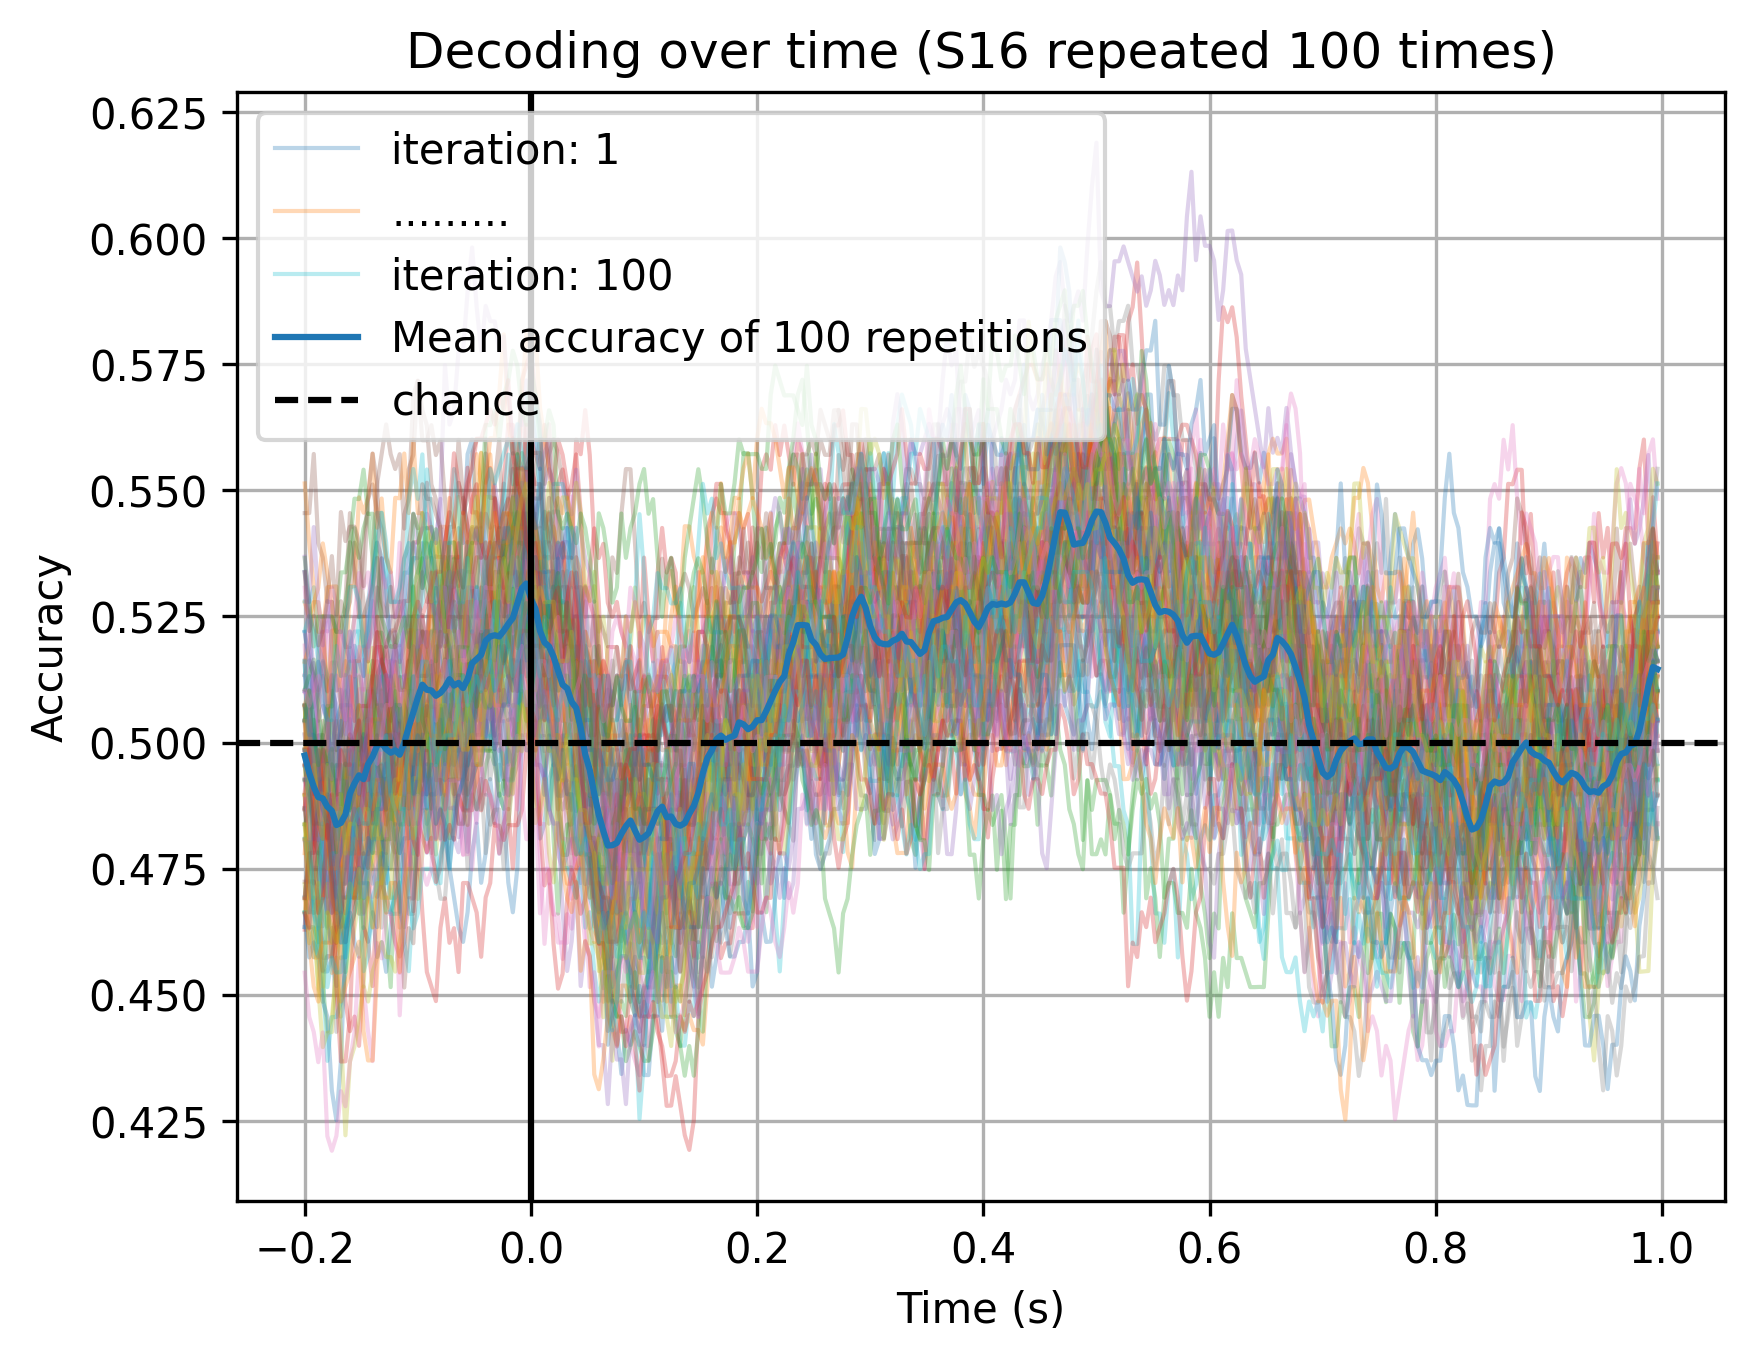 Decoding over time (S16 repeated 100 times)
0.625
0.600
0.575
0.550
0.525
0.500
0.475
0.450
0.425
Accuracy
iteration: 1
.........
iteration: 100
Mean accuracy of 100 repetitions
chance
−0.2 0.0 0.2 0.4 0.6 0.8 1.0
Time (s)